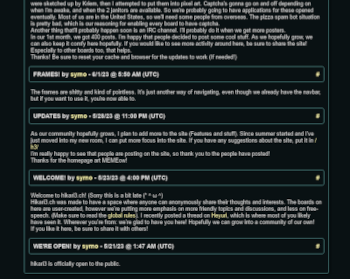 were sketched up by Kolem, then I attempted to put them into pixel art. Captcha's gonna go on and off depending on
when I'm awake, and when the 2 janitors are available. So we're probably going to have applications for these opened
eventually. Most of us are in the United States, so we'll need some people from overseas. The pizza spam bot situation
is pretty bad, which is our reasoning for enabling every board to have captcha.
Another thing that'll probably happen soon is an IRC channel. I'll probably do it when we get more posters.
In our 1st month, we got 400 posts. I'm happy that people decided to post some cool stuff. As we hopefully grow, we
can also keep it comfy here hopefully. If you would like to see more activity around here, be sure to share the site!
Especially to other boards too, that helps.
Thanks! Be sure to reset your cache and browser for the updates to work (if needed!)
FRAMES! by symo - 6/1/23 @ 5:50 AM (UTC) #
The frames are shitty and kind of pointless. It's just another way of navigating, even though we already have the navbar,
but if you want to use it, you're now able to.
UPDATES by symo - 5/28/23 @ 11:00 PM (UTC) #
As our community hopefully grows, I plan to add more to the site (Features and stuff). Since summer started and I've
just moved into my new room, I can put more focus into the site. If you have any suggestions about the site, put it in /
h3/
I'm really happy to see that people are posting on the site, so thank you to the people have posted!
Thanks for the homepage art MEMEow!
WELCOME! by symo - 5/23/23 @ 4:09 PM (UTC) #
Welcome to hikari3.ch! (Sorry this is a bit late (^ ω ^)
Hikari3.ch was made to have a space where anyone can anonymously share their thoughts and interests. The boards on
here are user-created, however we're putting more emphasis on more friendly topics and discussions, and less on free-
speech. (Make sure to read the global rules). I recently posted a thread on Heyuri, which is where most of you likely
have seen it. Wherever you're from: we're glad to have you here! Hopefully we can grow into a community of our own!
If you like it here, be sure to share it with others!
WE'RE OPEN! by symo - 5/21/23 @ 1:47 AM (UTC) #
hikari3 is officially open to the public.